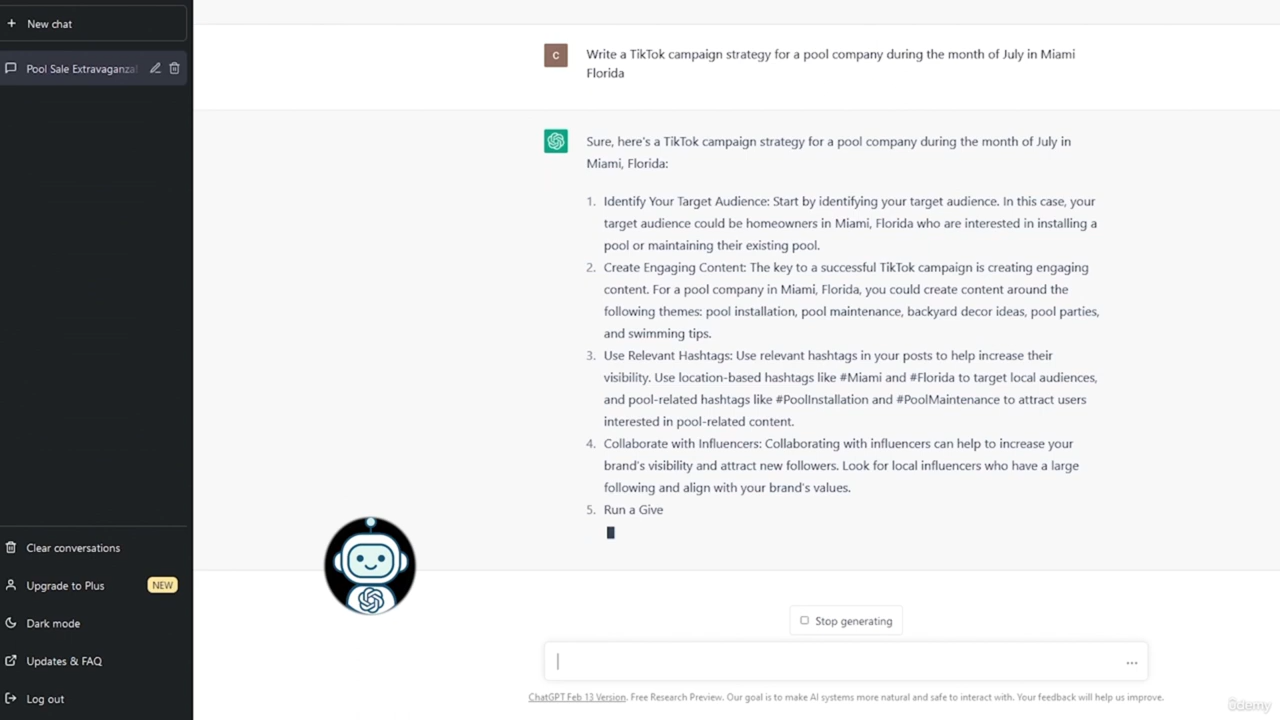 New chat
Pool Sale Extravaganza
Clear conversations
Upgrade to Plus NEW
Dark mode
Updates & FAQ
Log out
C
Write a TikTok campaign strategy for a pool company during the month of July in Miami
Florida
Sure, here's a TikTok campaign strategy for a pool company during the month of July in
Miami, Florida:
1. Identify Your Target Audience: Start by identifying your target audience. In this case, your
target audience could be homeowners in Miami, Florida who are interested in installing a
pool or maintaining their existing pool.
2. Create Engaging Content: The key to a successful TikTok campaign is creating engaging
content. For a pool company in Miami, Florida, you could create content around the
following themes: pool installation, pool maintenance, backyard decor ideas, pool parties,
and swimming tips.
3. Use Relevant Hashtags: Use relevant hashtags in your posts to help increase their
visibility. Use location-based hashtags like #Miami and #Florida to target local audiences,
and pool-related hashtags like #PoolInstallation and #PoolMaintenance to attract users
interested in pool-related content.
4. Collaborate with Influencers: Collaborating with influencers can help to increase your
brand's visibility and attract new followers. Look for local influencers who have a large
following and align with your brand's values.
5. Run a Give
Stop generating
ChatGPT Feb 13 Version. Free Research Preview. Our goal is to make AI systems more natural and safe to interact with. Your feedback will help us improve.
ûdemy